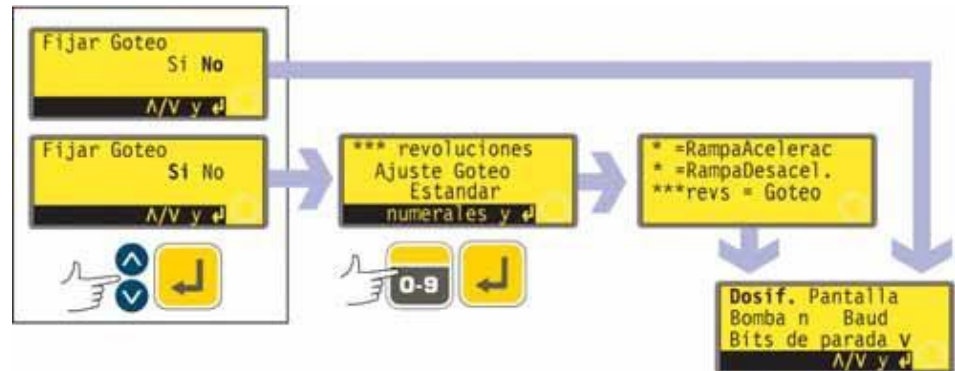 Fijar Goteo
Si No
Λ/V y ↵
Fijar Goteo
Si No
Λ/V y ↵
*** revoluciones
Ajuste Goteo
Estandar
numerales y ↵
* =RampaAcelerac
* =RampaDesacel.
***revs = Goteo
0-9
Dosif. Pantalla
Bomba n Baud
Bits de parada v
Λ/V y ↵